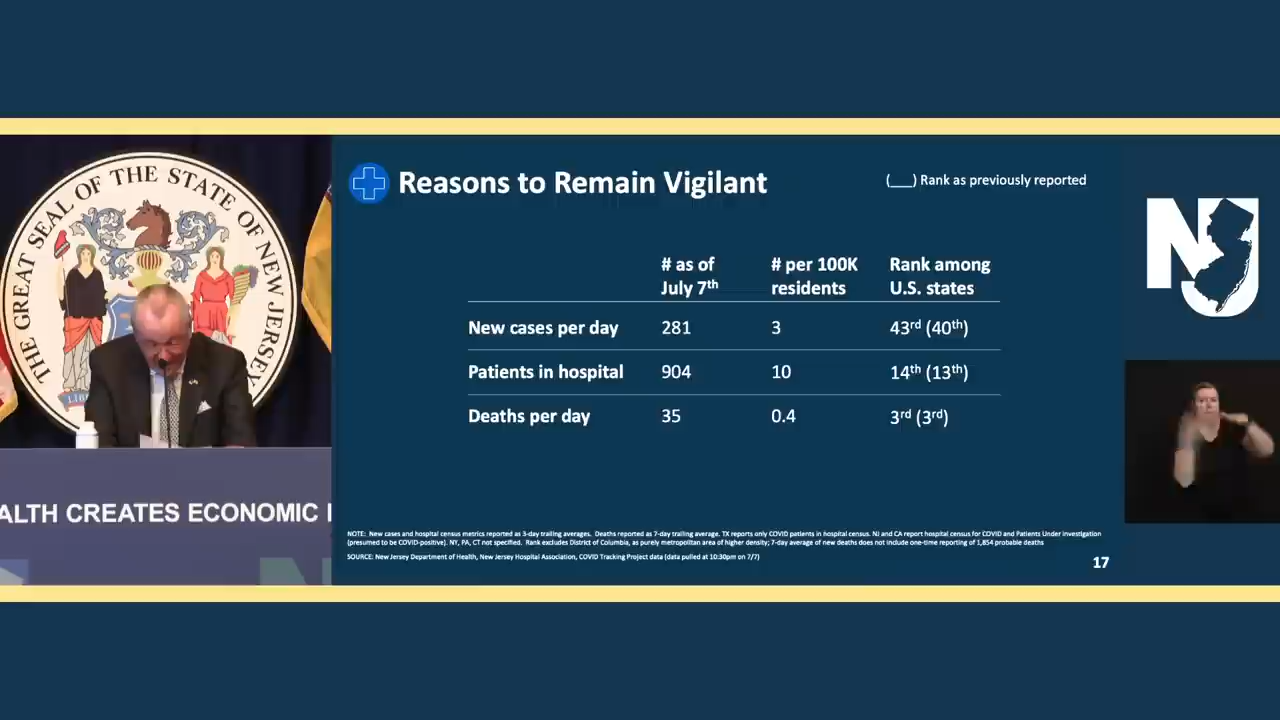 THE GREAT SEAL OF THE STATE OF NEW JERSEY
LIBE
ALTH CREATES ECONOMIC
Reasons to Remain Vigilant
(___) Rank as previously reported
# as of July 7th
# per 100K residents
Rank among U.S. states
New cases per day 281 3 43rd (40th)
Patients in hospital 904 10 14th (13th)
Deaths per day 35 0.4 3rd (3rd)
NOTE: New cases and hospital census metrics reported as 3-day trailing averages. Deaths reported as 7-day trailing average. TX reports only COVID patients in hospital census. NJ and CA report hospital census for COVID and Patients Under Investigation
(presumed to be COVID-positive). NY, PA, CT not specified. Rank excludes District of Columbia, as purely metropolitan area of higher density; 7-day average of new deaths does not include one-time reporting of 1,854 probable deaths
SOURCE: New Jersey Department of Health, New Jersey Hospital Association, COVID Tracking Project data (data pulled at 10:30pm on 7/7)
17
NJ